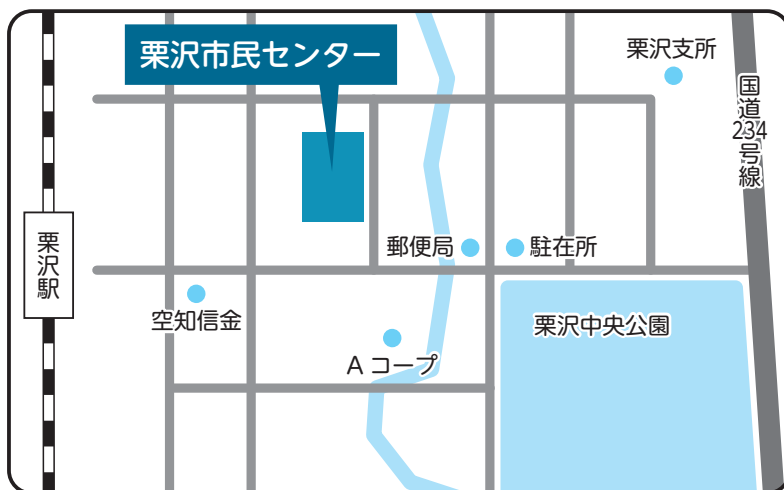 栗沢市民センター
栗沢支所
国道234号線
栗沢駅
郵便局
駐在所
空知信金
栗沢中央公園
Aコープ